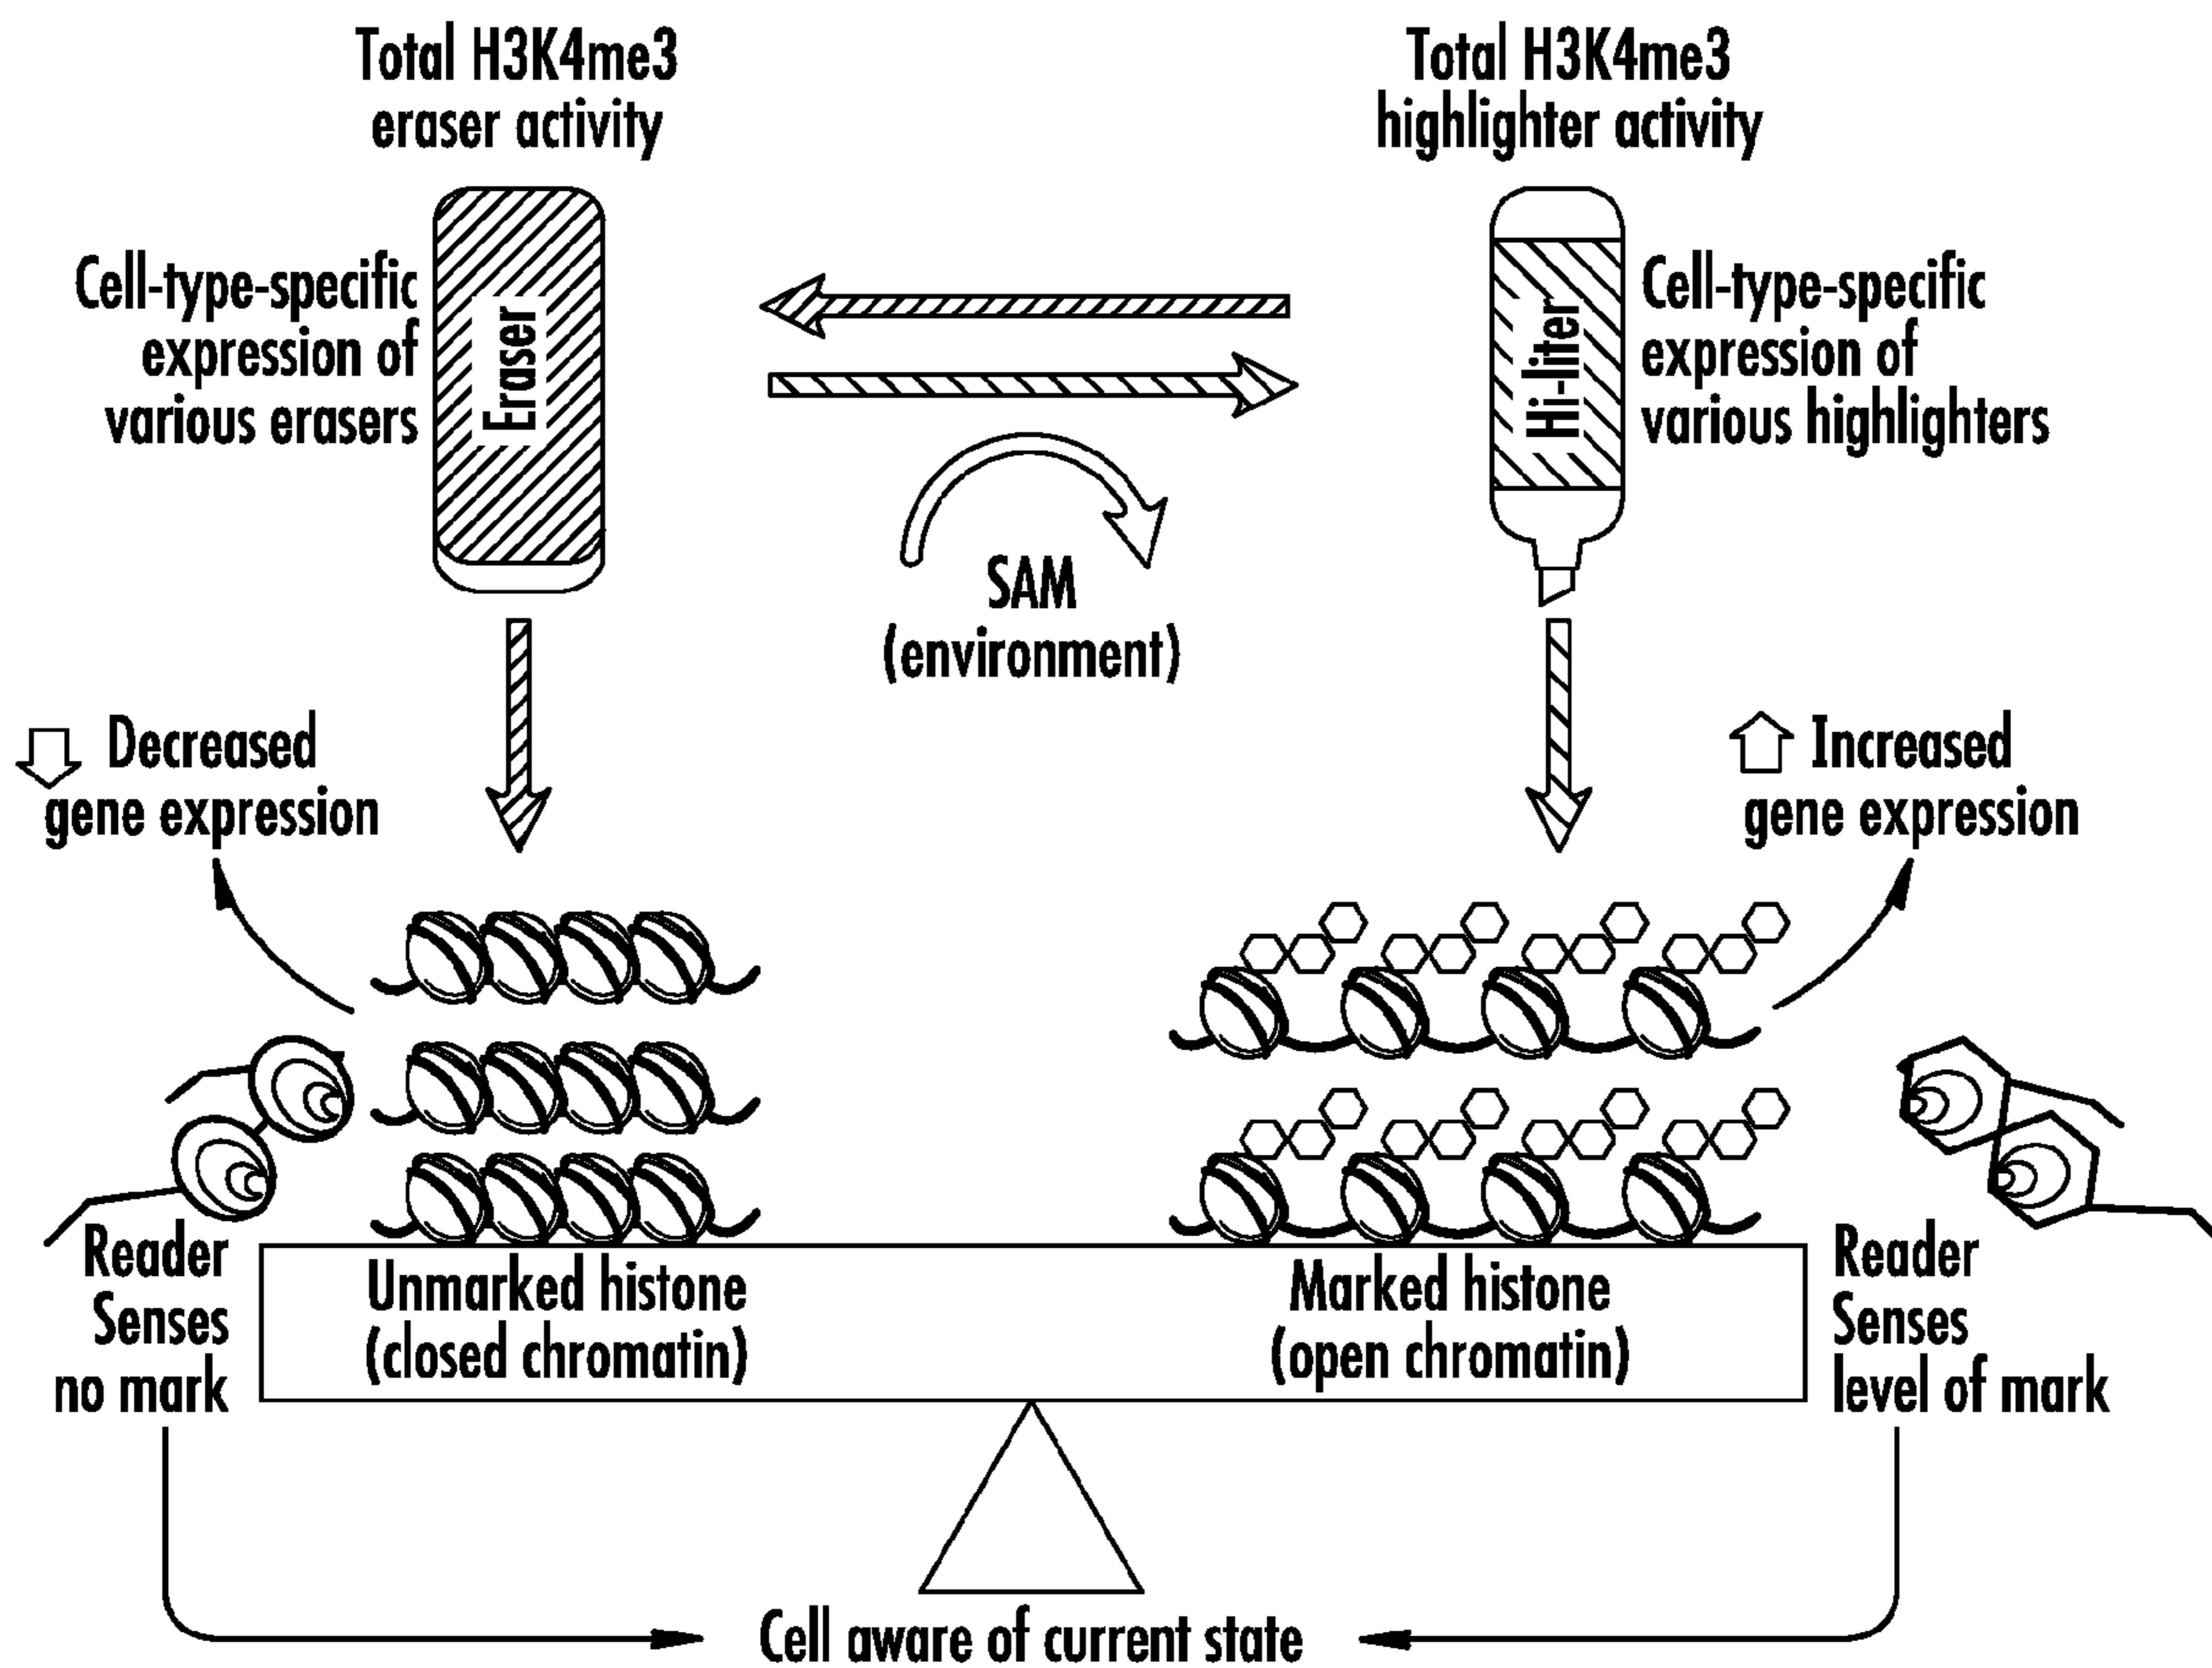 Total H3K4me3
eraser activity
Total H3K4me3
highlighter activity
Cell-type-specific
expression of
various erasers
Eraser
Hi-liter
Cell-type-specific
expression of
various highlighters
SAM
(environment)
Decreased
gene expression
Increased
gene expression
Reader
Senses
no mark
Unmarked histone
(closed chromatin)
Marked histone
(open chromatin)
Reader
Senses
level of mark
Cell aware of current state